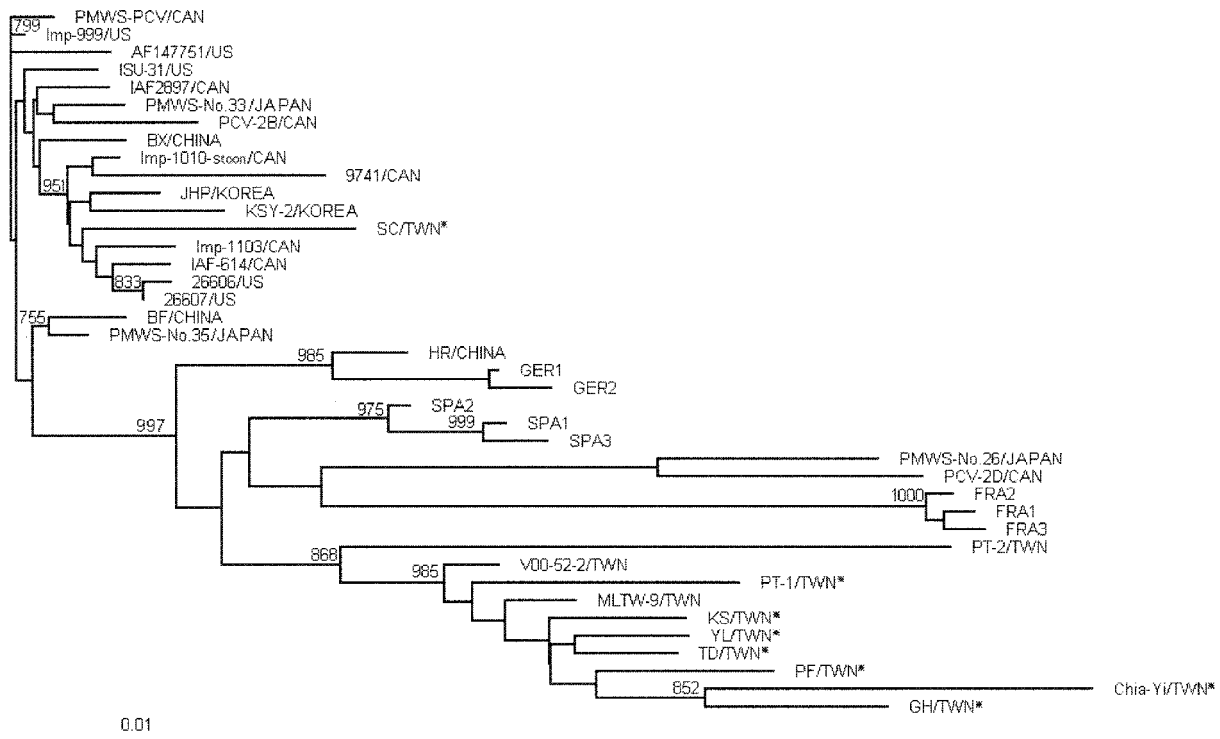 PMWS-PCV/CAN
799
Imp-999/US
AF147751/US
ISU-31/US
IAF2897/CAN
PMWS-No.33/JAPAN
PCV-2B/CAN
BX/CHINA
Imp-1010-stoon/CAN
951
9741/CAN
JHP/KOREA
KSY-2/KOREA
SC/TWN*
Imp-1103/CAN
IAF-614/CAN
833
26606/US
26607/US
755
BF/CHINA
PMWS-No.35/JAPAN
985
HR/CHINA
GER1
GER2
975
SPA2
997
999
SPA1
SPA3
PMWS-No.26/JAPAN
PCV-2D/CAN
1000
FRA2
FRA1
FRA3
868
PT-2/TWN
985
V00-52-2/TWN
PT-1/TWN*
MLTW-9/TWN
KS/TWN*
YL/TWN*
TD/TWN*
PF/TWN*
852
Chia-Yi/TWN*
GH/TWN*
0.01